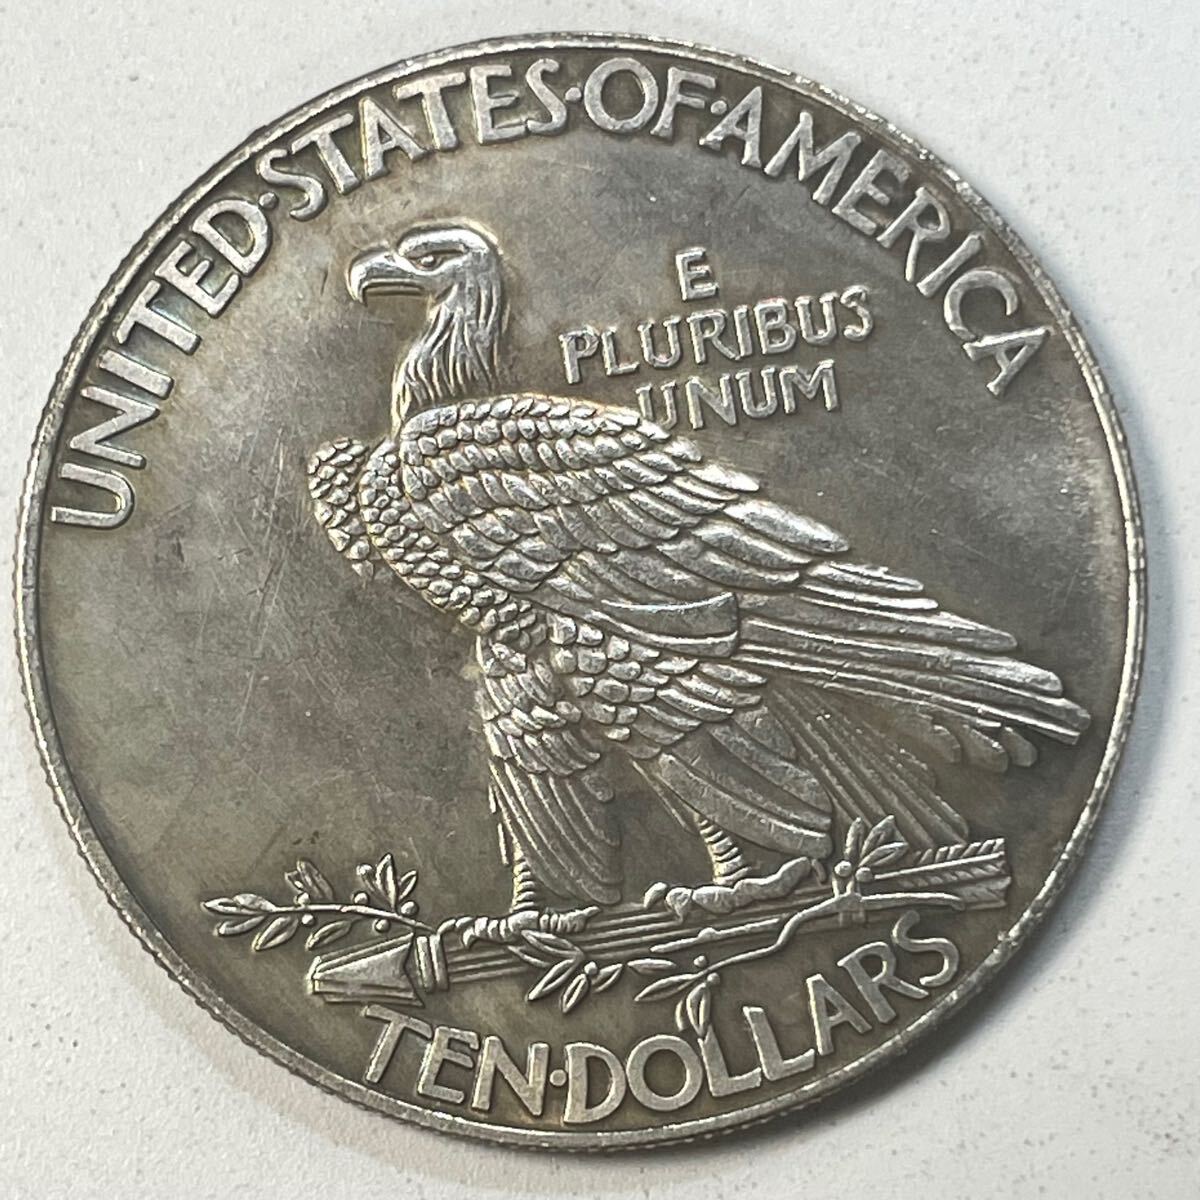 UNITED·STATES·OF·AMERICA
E
PLURIBUS
UNUM
TEN·DOLLARS